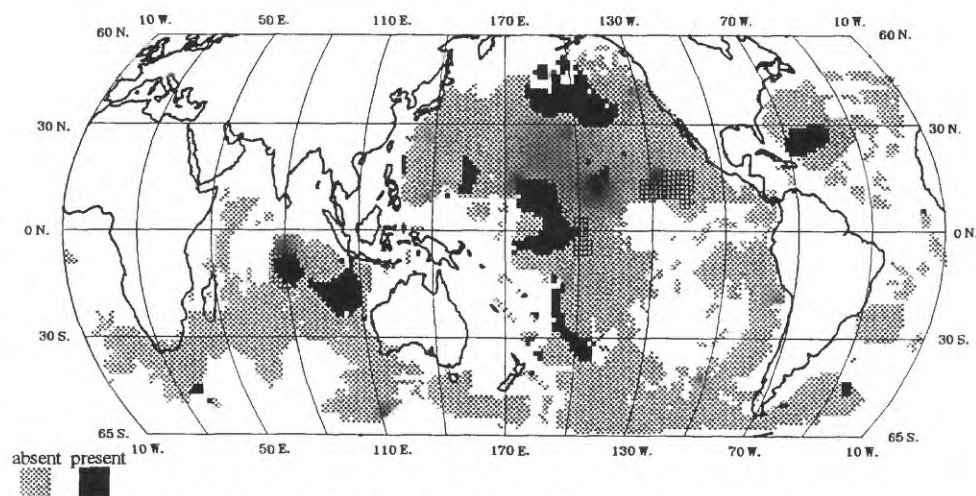 10 W. 50 E. 110 E. 170 E. 130 W. 70 W. 10 W.
60 N. 60 N.
30 N. 30 N.
0 N. 0 N.
30 S. 30 S.
65 S. 65 S.
10 W. 50 E. 110 E. 170 E. 130 W. 70 W. 10 W.
absent present